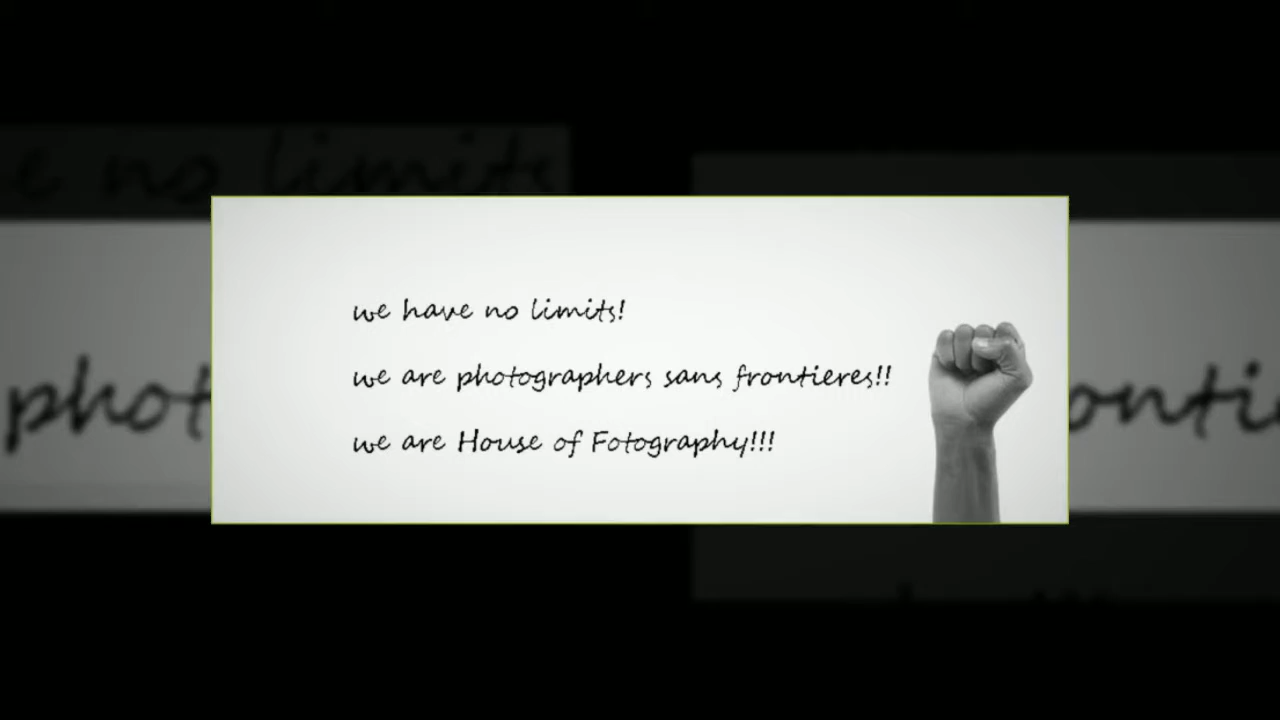 we have no limits!
we are photographers sans frontieres!!
we are House of Fotography!!!